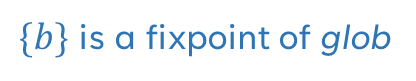 {b} is a fixpoint of glob